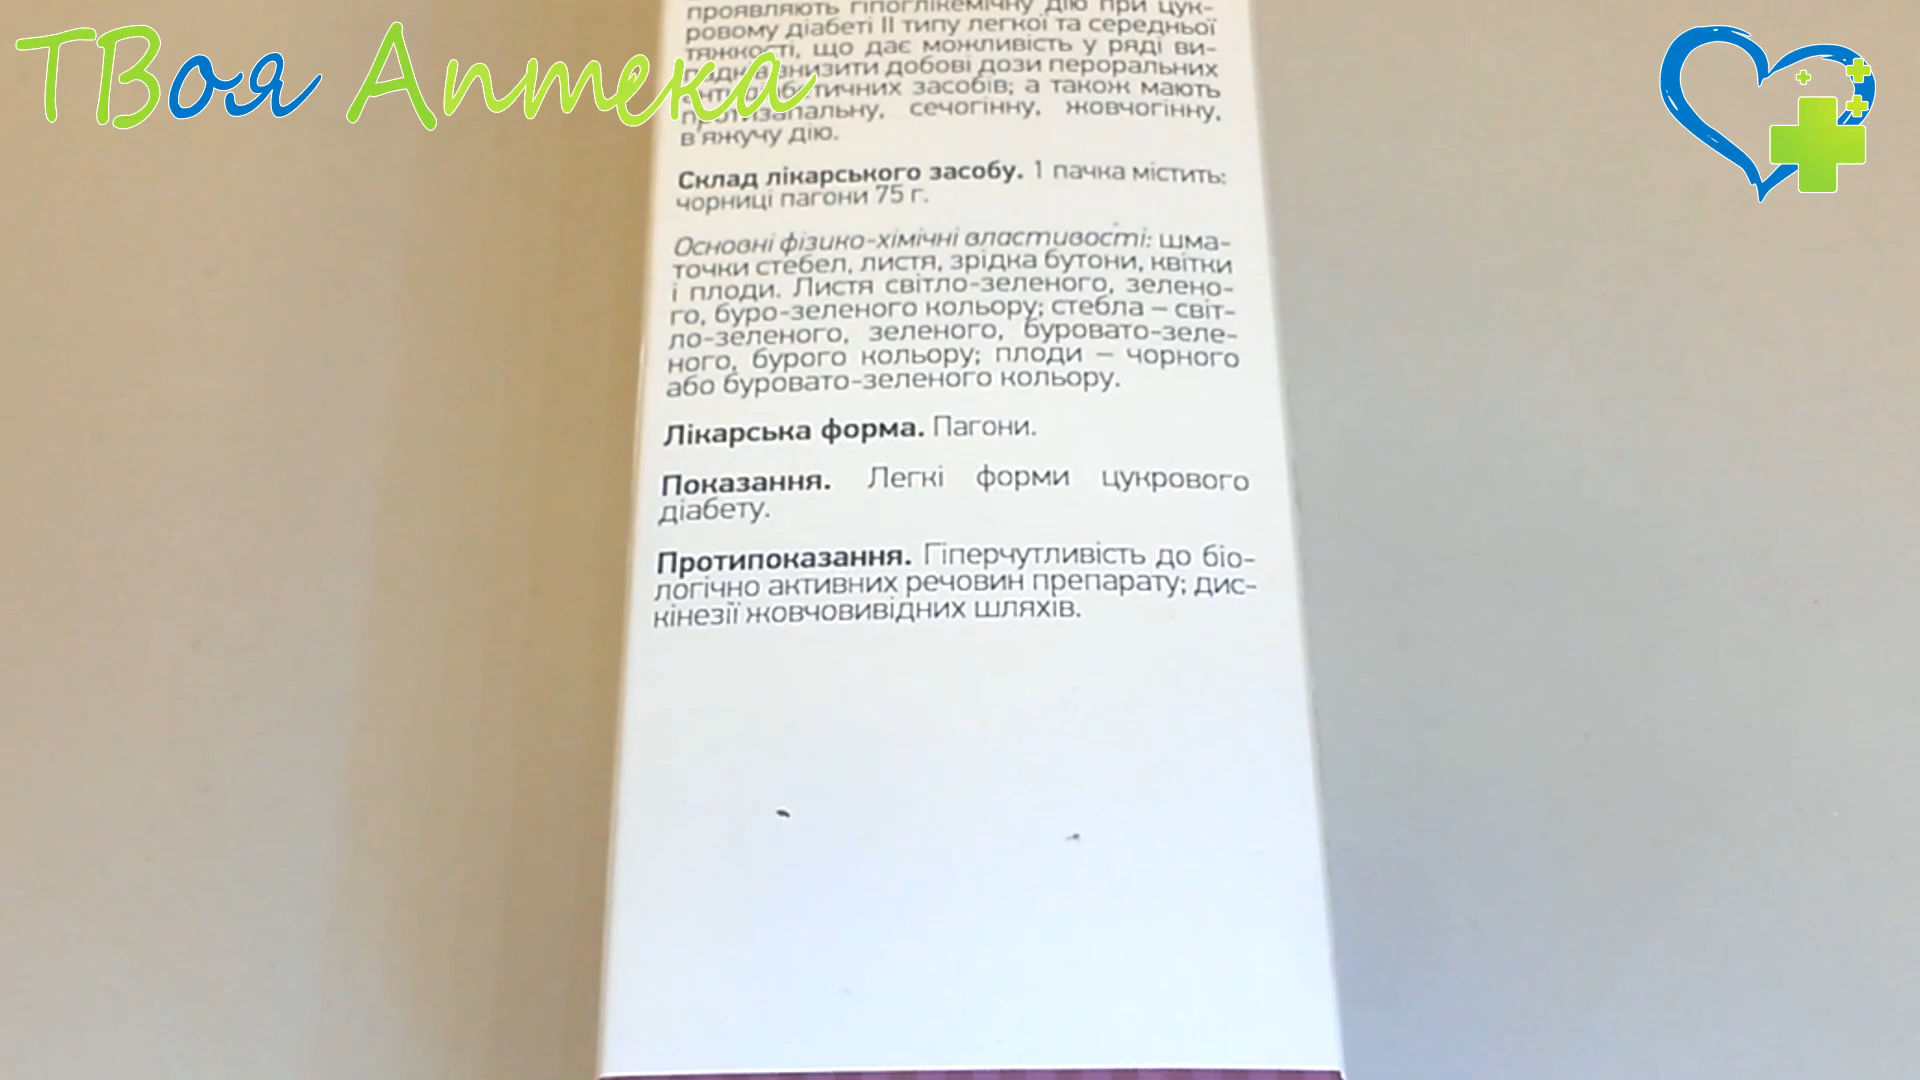 ТВоя Аптека
проявляють гіпоглікемічну дію при цук-
ровому діабеті II типу легкої та середньої
тяжкості, що дає можливість у ряді ви-
падків знизити добові дози пероральних
антидіабетичних засобів; а також мають
протизапальну, сечогінну, жовчогінну,
в'яжучу дію.
Склад лікарського засобу. 1 пачка містить:
чорниці пагони 75 г.
Основні фізико-хімічні властивості: шма-
точки стебел, листя, зрідка бутони, квітки
і плоди. Листя світло-зеленого, зелено-
го, буро-зеленого кольору; стебла – світ-
ло-зеленого, зеленого, буровато-зеле-
ного, бурого кольору; плоди – чорного
або буровато-зеленого кольору.
Лікарська форма. Пагони.
Показання. Легкі форми цукрового
діабету.
Протипоказання. Гіперчутливість до біо-
логічно активних речовин препарату; дис-
кінезії жовчовивідних шляхів.